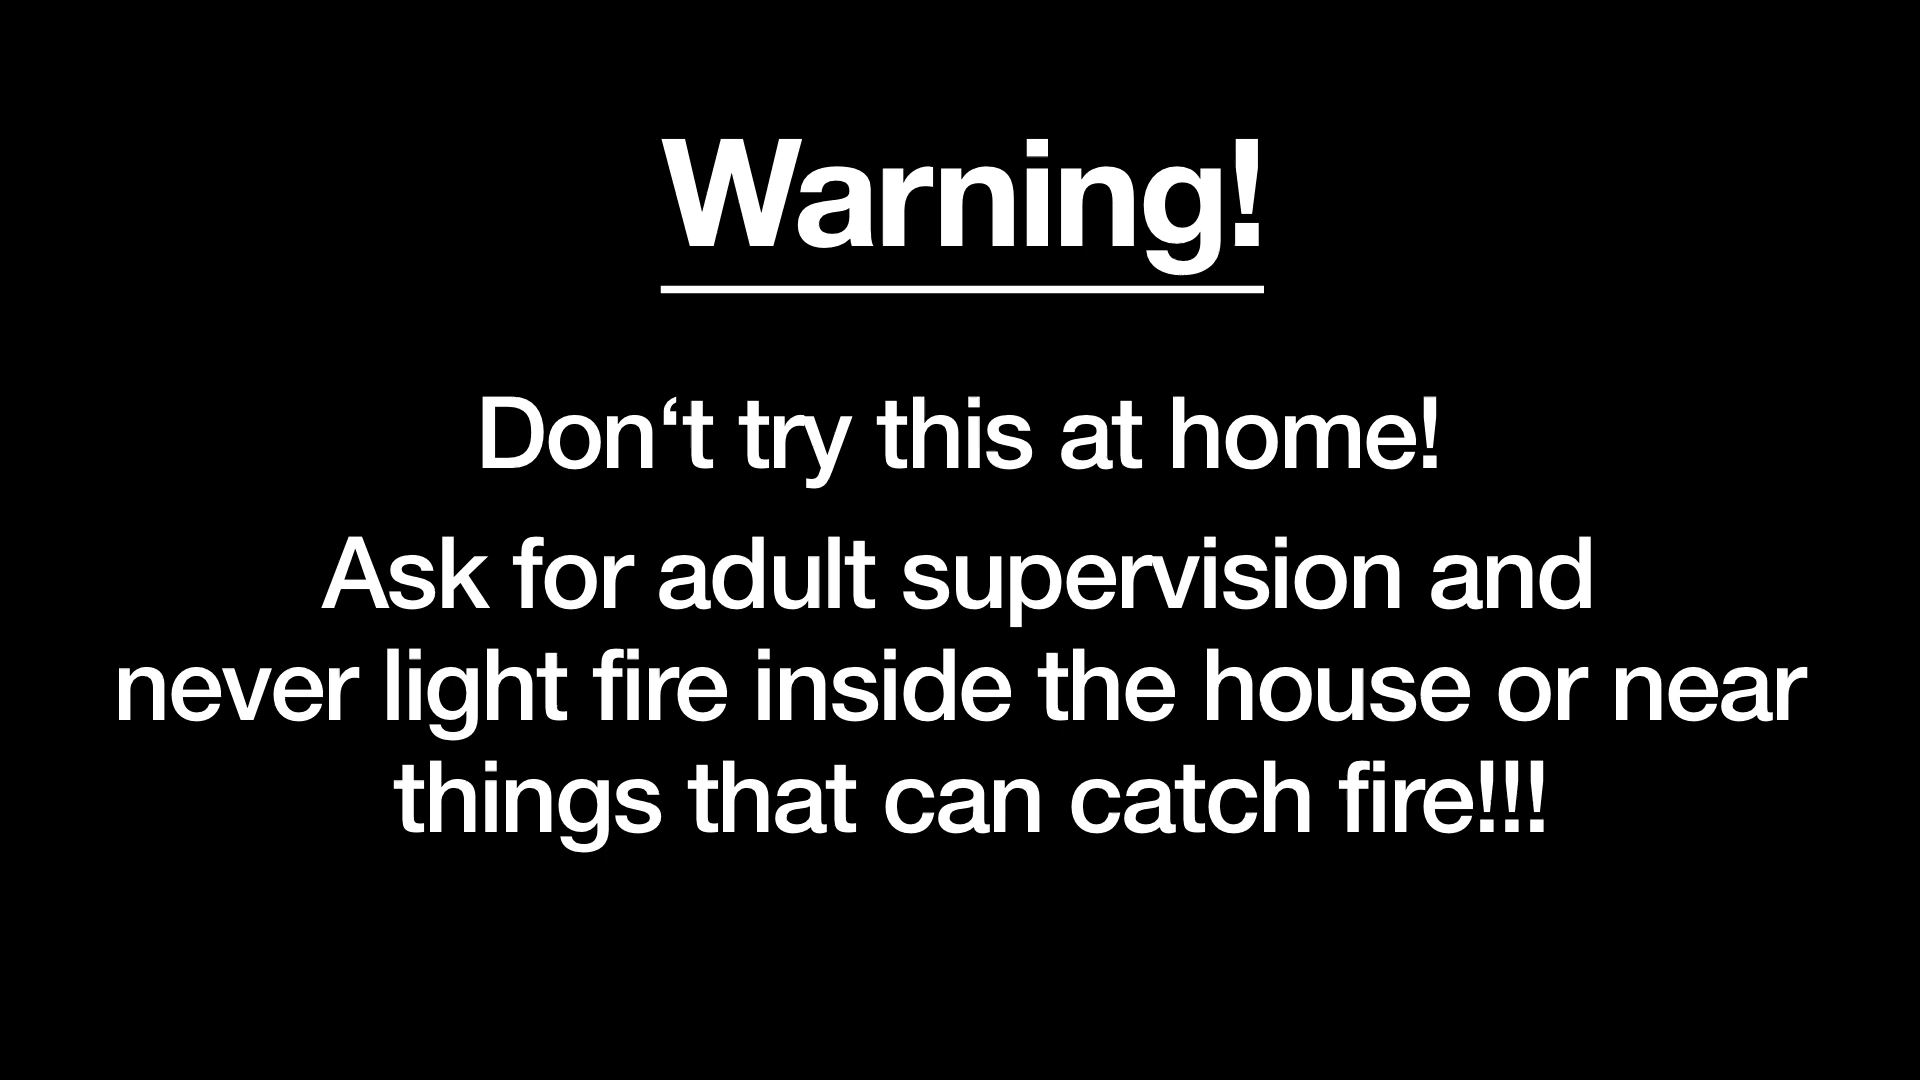 Warning!
Don‘t try this at home!
Ask for adult supervision and
never light fire inside the house or near
things that can catch fire!!!